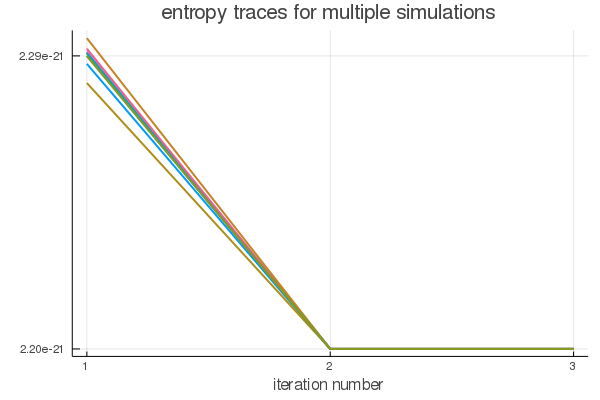 entropy traces for multiple simulations
2.29e-21
2.20e-21
1
2
3
iteration number